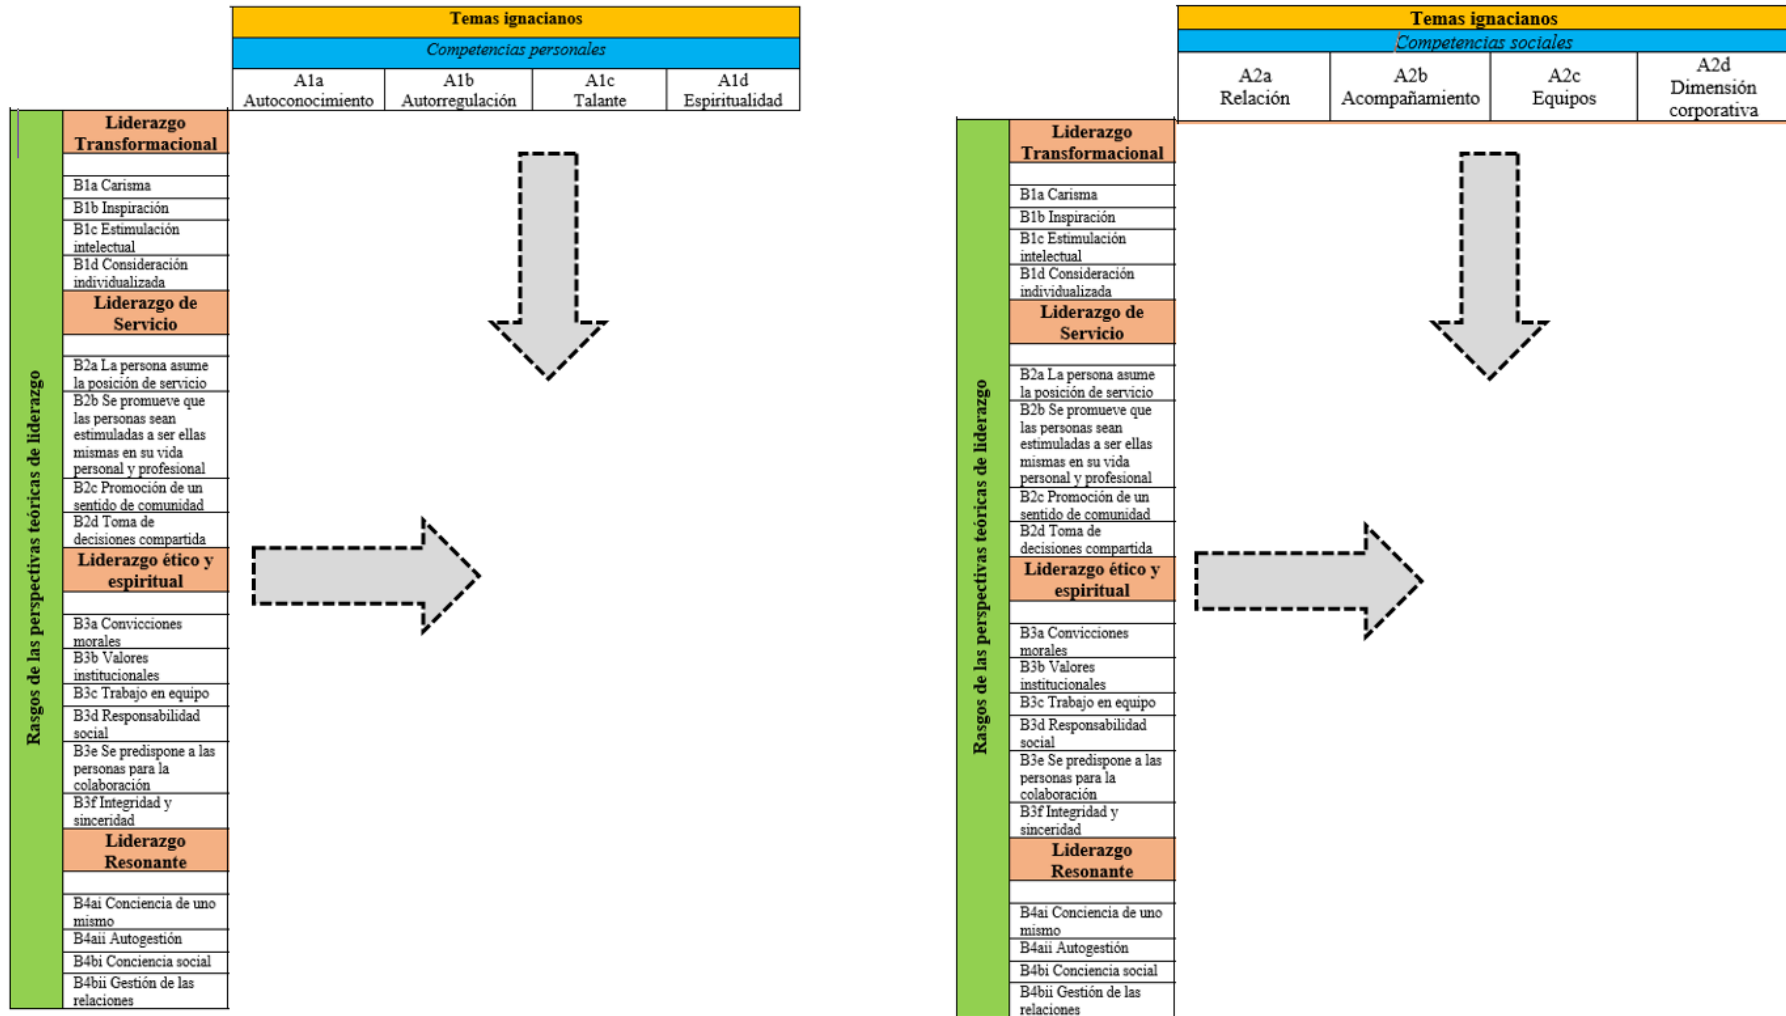 Temas ignacianos
Competencias personales
A1a
Autoconocimiento
A1b
Autorregulación
A1c
Talante
A1d
Espiritualidad
Rasgos de las perspectivas teóricas de liderazgo
Liderazgo
Transformacional
B1a Carisma
B1b Inspiración
B1c Estimulación
intelectual
B1d Consideración
individualizada
Liderazgo de
Servicio
B2a La persona asume
la posición de servicio
B2b Se promueve que
las personas sean
estimuladas a ser ellas
mismas en su vida
personal y profesional
B2c Promoción de un
sentido de comunidad
B2d Toma de
decisiones compartida
Liderazgo ético y
espiritual
B3a Convicciones
morales
B3b Valores
institucionales
B3c Trabajo en equipo
B3d Responsabilidad
social
B3e Se predispone a las
personas para la
colaboración
B3f Integridad y
sinceridad
Liderazgo
Resonante
B4ai Conciencia de uno
mismo
B4aii Autogestión
B4bi Conciencia social
B4bii Gestión de las
relaciones
Temas ignacianos
Competencias sociales
A2a
Relación
A2b
Acompañamiento
A2c
Equipos
A2d
Dimensión
corporativa
Rasgos de las perspectivas teóricas de liderazgo
Liderazgo
Transformacional
B1a Carisma
B1b Inspiración
B1c Estimulación
intelectual
B1d Consideración
individualizada
Liderazgo de
Servicio
B2a La persona asume
la posición de servicio
B2b Se promueve que
las personas sean
estimuladas a ser ellas
mismas en su vida
personal y profesional
B2c Promoción de un
sentido de comunidad
B2d Toma de
decisiones compartida
Liderazgo ético y
espiritual
B3a Convicciones
morales
B3b Valores
institucionales
B3c Trabajo en equipo
B3d Responsabilidad
social
B3e Se predispone a las
personas para la
colaboración
B3f Integridad y
sinceridad
Liderazgo
Resonante
B4ai Conciencia de uno
mismo
B4aii Autogestión
B4bi Conciencia social
B4bii Gestión de las
relaciones